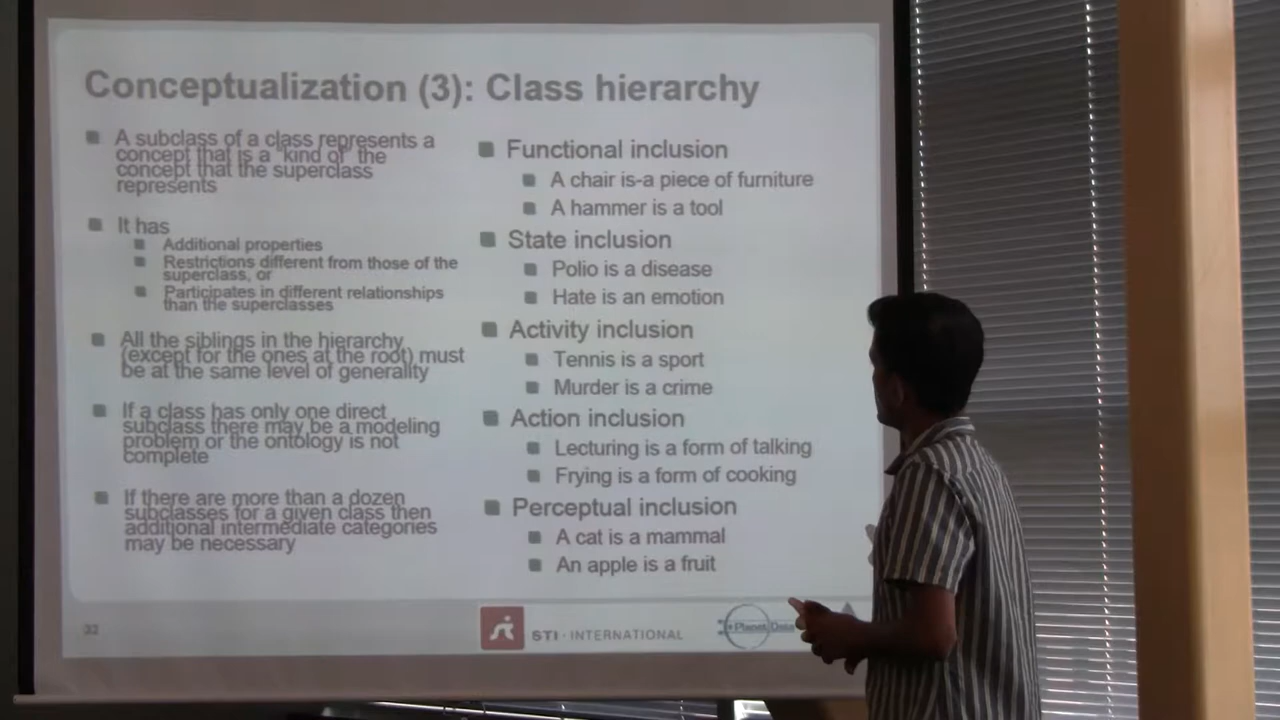 Conceptualization (3): Class hierarchy
A subclass of a class represents a
concept that is a "kind of" the
concept that the superclass
represents
It has
Additional properties
Restrictions different from those of the
superclass, or
Participates in different relationships
than the superclasses
All the siblings in the hierarchy
(except for the ones at the root) must
be at the same level of generality
If a class has only one direct
subclass there may be a modeling
problem or the ontology is not
complete
If there are more than a dozen
subclasses for a given class then
additional intermediate categories
may be necessary
Functional inclusion
A chair is-a piece of furniture
A hammer is a tool
State inclusion
Polio is a disease
Hate is an emotion
Activity inclusion
Tennis is a sport
Murder is a crime
Action inclusion
Lecturing is a form of talking
Frying is a form of cooking
Perceptual inclusion
A cat is a mammal
An apple is a fruit
32
STI · INTERNATIONAL
PlanetData